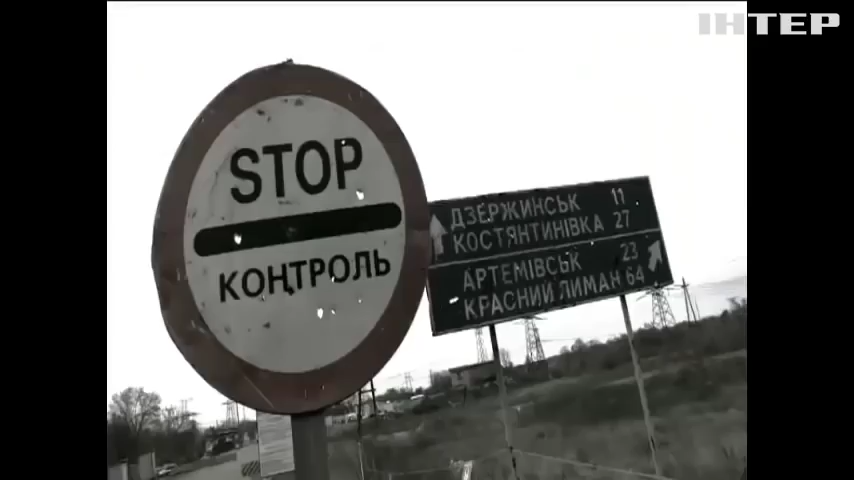 ІНТЕР
STOP
КОНТРОЛЬ
ДЗЕРЖИНСЬК 11
КОСТЯНТИНІВКА 27
АРТЕМІВСЬК 23
КРАСНИЙ ЛИМАН 64